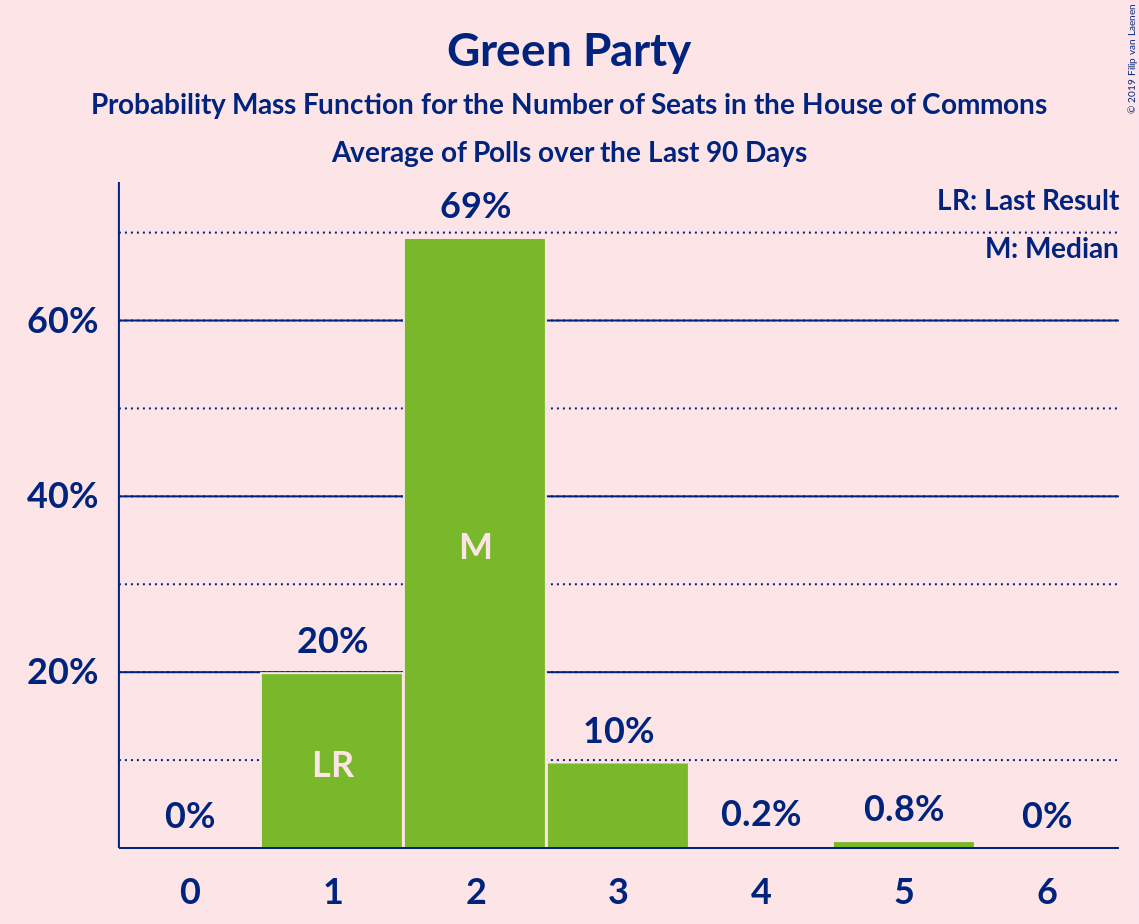 Green Party
Probability Mass Function for the Number of Seats in the House of Commons
Average of Polls over the Last 90 Days
© 2019 Filip van Laenen
LR: Last Result
M: Median
69%
60%
40%
M
20%
20%
10%
LR
0%
0.2%
0.8%
0%
0 1 2 3 4 5 6